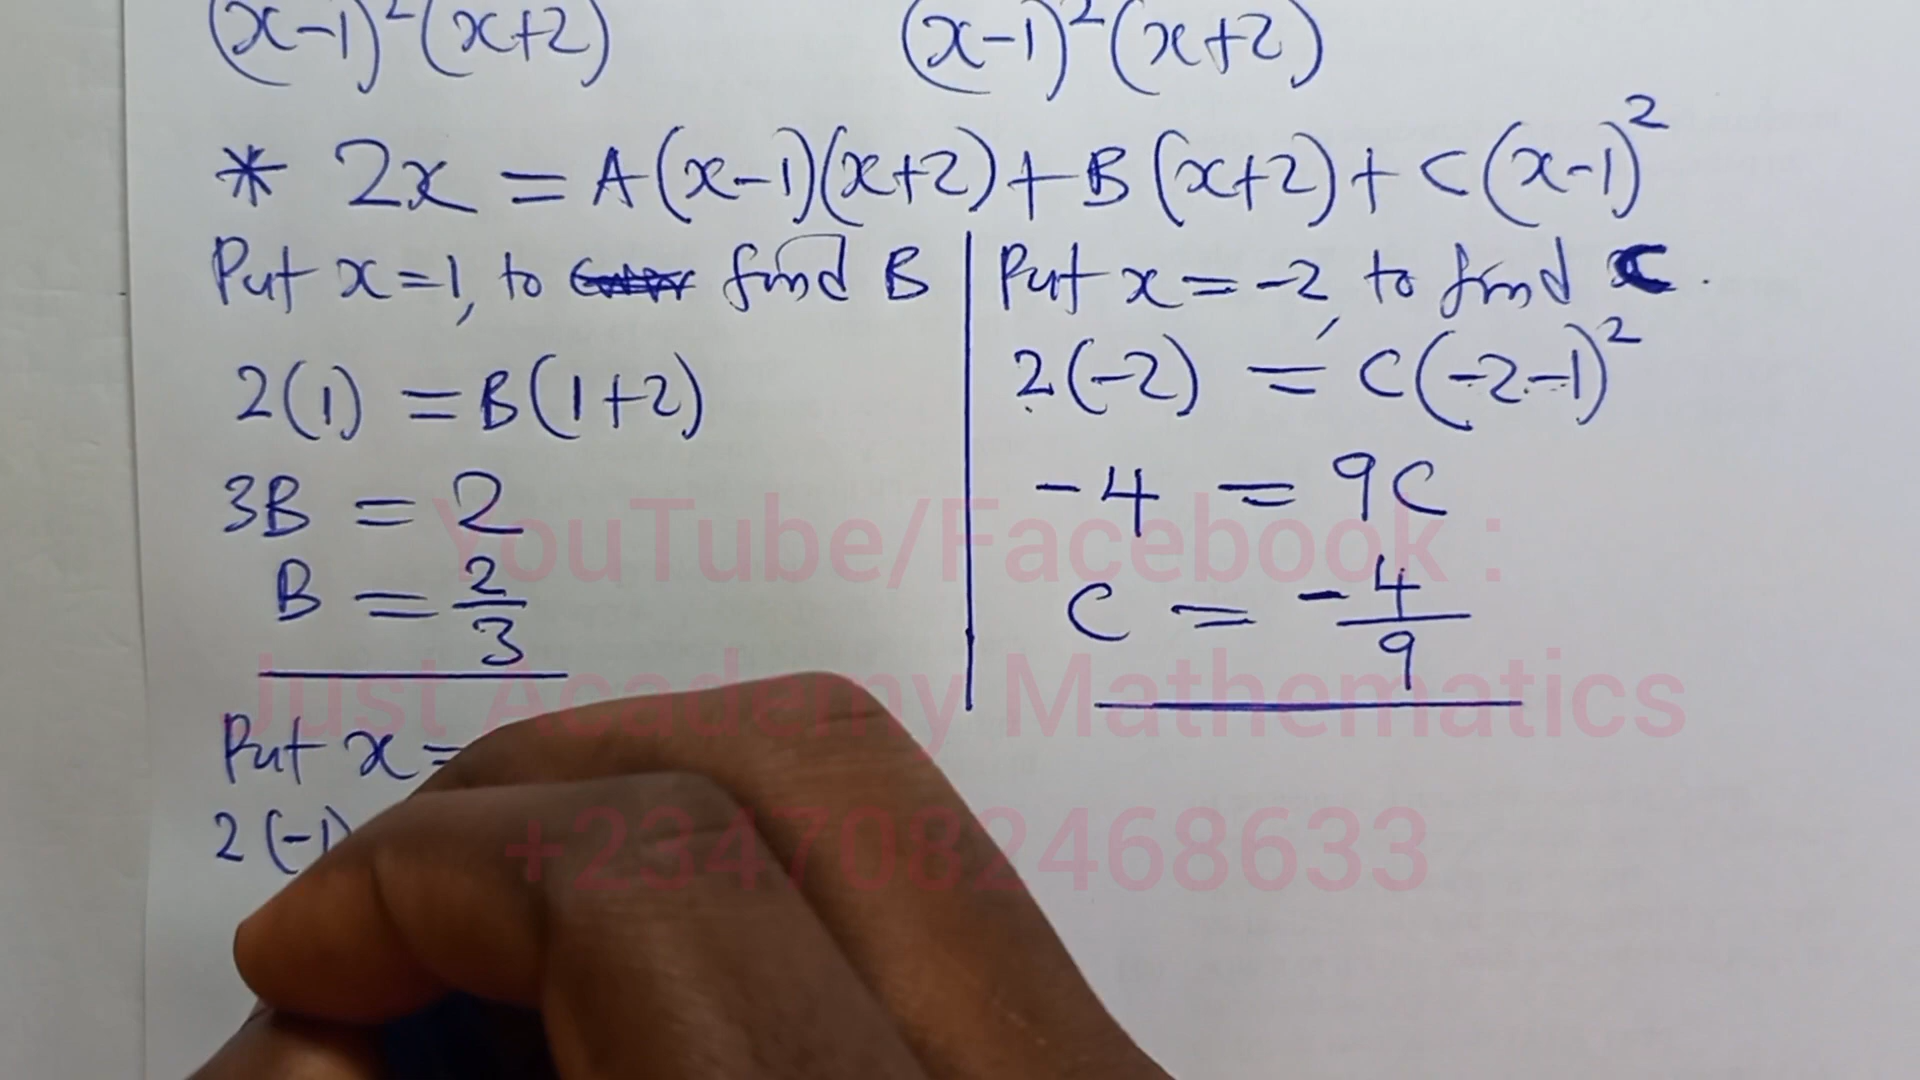 (x-1)²(x+2) (x-1)²(x+2)
* 2x = A(x-1)(x+2)+B(x+2)+C(x-1)²
Put x=1, to find B
2(1) = B(1+2)
3B = 2
B = 2/3
Put x=-2, to find C.
2(-2) = C(-2-1)²
-4 = 9C
C = -4/9
Put x =
2(-1)
YouTube/Facebook :
Just Academy Mathematics
+2347082468633